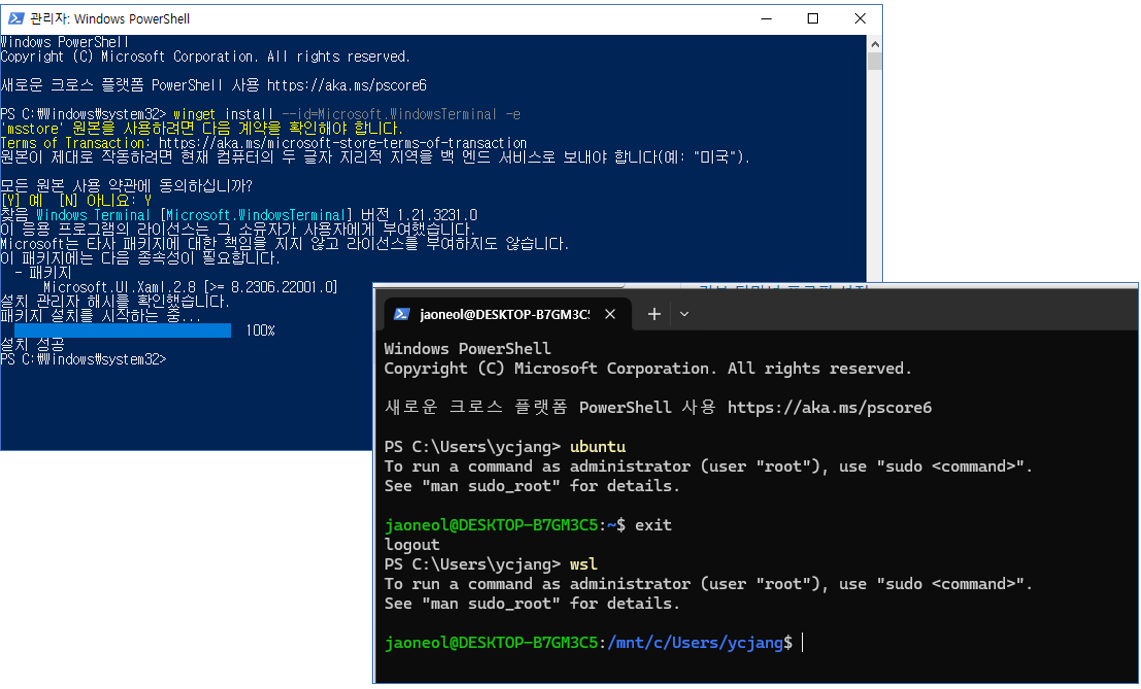 관리자: Windows PowerShell
Windows PowerShell
Copyright (C) Microsoft Corporation. All rights reserved.
새로운 크로스 플랫폼 PowerShell 사용 https://aka.ms/pscore6
PS C:₩Windows₩system32> winget install --id=Microsoft.WindowsTerminal -e
'msstore' 원본을 사용하려면 다음 계약을 확인해야 합니다.
Terms of Transaction: https://aka.ms/microsoft-store-terms-of-transaction
원본이 제대로 작동하려면 현재 컴퓨터의 두 글자 지리적 지역을 백 엔드 서비스로 보내야 합니다(예: "미국").
모든 원본 사용 약관에 동의하십니까?
[Y] 예  [N] 아니요: Y
찾음 Windows Terminal [Microsoft.WindowsTerminal] 버전 1.21.3231.0
이 응용 프로그램의 라이선스는 그 소유자가 사용자에게 부여했습니다.
Microsoft는 타사 패키지에 대한 책임을 지지 않고 라이선스를 부여하지도 않습니다.
이 패키지에는 다음 종속성이 필요합니다.
- 패키지
Microsoft.UI.Xaml.2.8 [>= 8.2306.22001.0]
설치 관리자 해시를 확인했습니다.
패키지 설치를 시작하는 중...
100%
설치 성공
PS C:₩Windows₩system32>
jaoneol@DESKTOP-B7GM3C5
Windows PowerShell
Copyright (C) Microsoft Corporation. All rights reserved.
새로운 크로스 플랫폼 PowerShell 사용 https://aka.ms/pscore6
PS C:\Users\ycjang> ubuntu
To run a command as administrator (user "root"), use "sudo <command>".
See "man sudo_root" for details.
jaoneol@DESKTOP-B7GM3C5:~$ exit
logout
PS C:\Users\ycjang> wsl
To run a command as administrator (user "root"), use "sudo <command>".
See "man sudo_root" for details.
jaoneol@DESKTOP-B7GM3C5:/mnt/c/Users/ycjang$